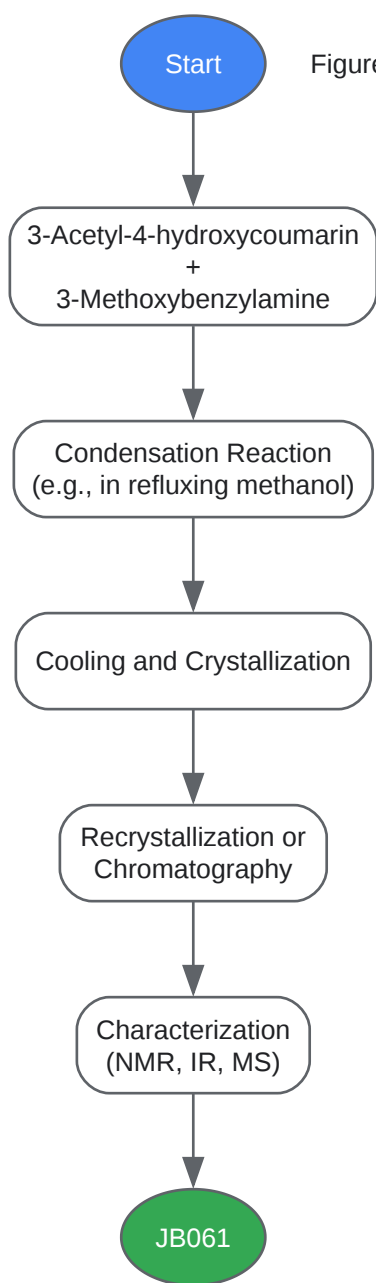 Start
Figure
3-Acetyl-4-hydroxycoumarin
+
3-Methoxybenzylamine
Condensation Reaction
(e.g., in refluxing methanol)
Cooling and Crystallization
Recrystallization or
Chromatography
Characterization
(NMR, IR, MS)
JB061